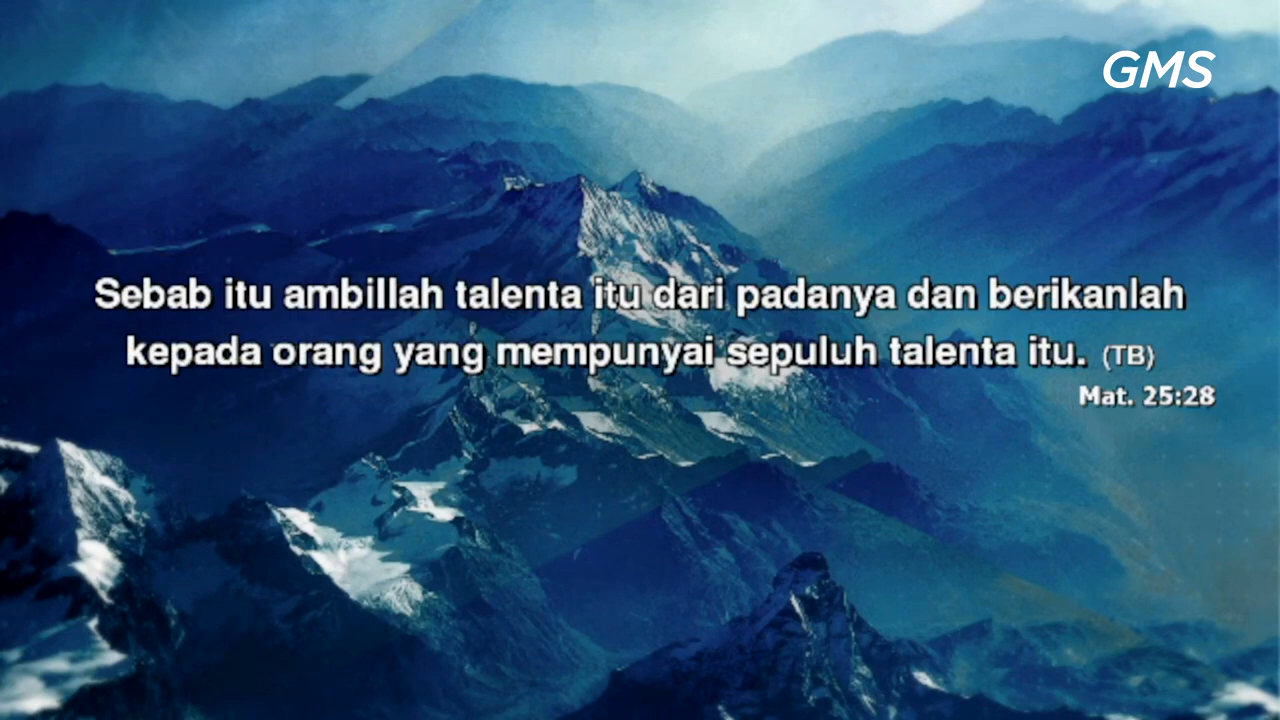 GMS
Sebab itu ambillah talenta itu dari padanya dan berikanlah
kepada orang yang mempunyai sepuluh talenta itu. (TB)
Mat. 25:28